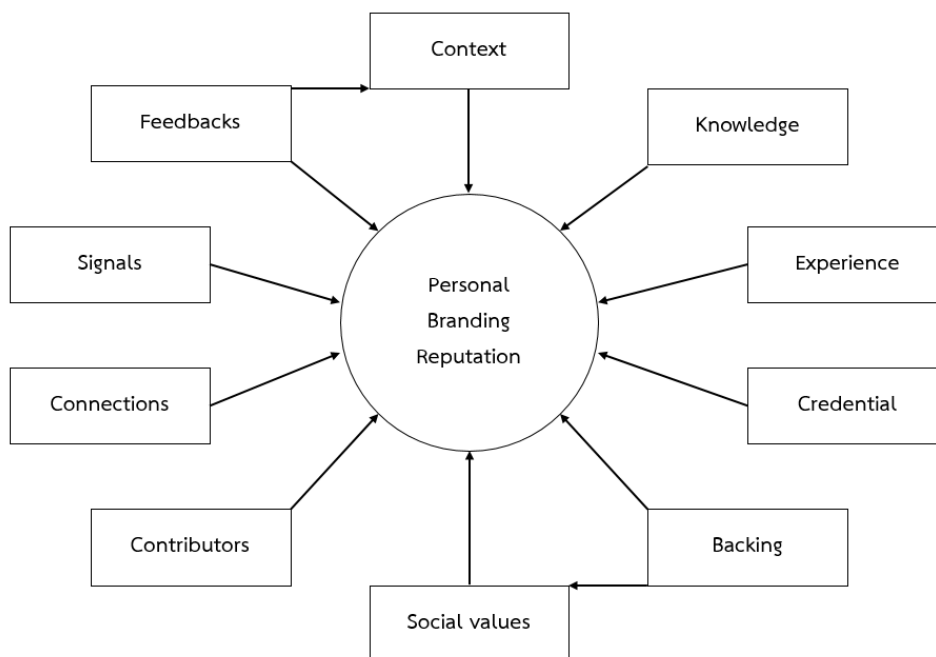 Context
Feedbacks
Knowledge
Signals
Experience
Personal
Branding
Reputation
Connections
Credential
Contributors
Backing
Social values